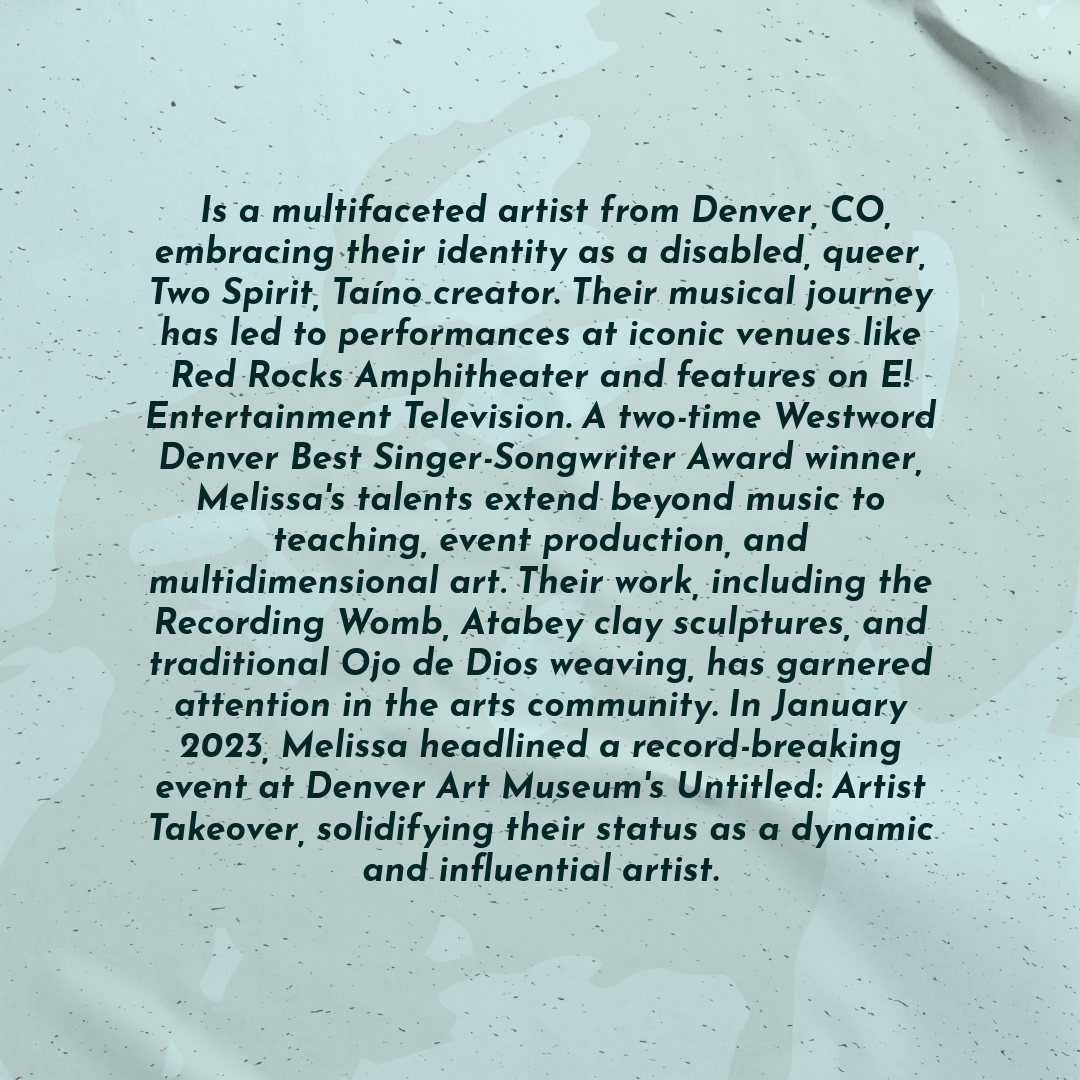 Is a multifaceted artist from Denver, CO,
embracing their identity as a disabled, queer,
Two Spirit, Taíno creator. Their musical journey
has led to performances at iconic venues like
Red Rocks Amphitheater and features on E!
Entertainment Television. A two-time Westword
Denver Best Singer-Songwriter Award winner,
Melissa's talents extend beyond music to
teaching, event production, and
multidimensional art. Their work, including the
Recording Womb, Atabey clay sculptures, and
traditional Ojo de Dios weaving, has garnered
attention in the arts community. In January
2023, Melissa headlined a record-breaking
event at Denver Art Museum's Untitled: Artist
Takeover, solidifying their status as a dynamic
and influential artist.